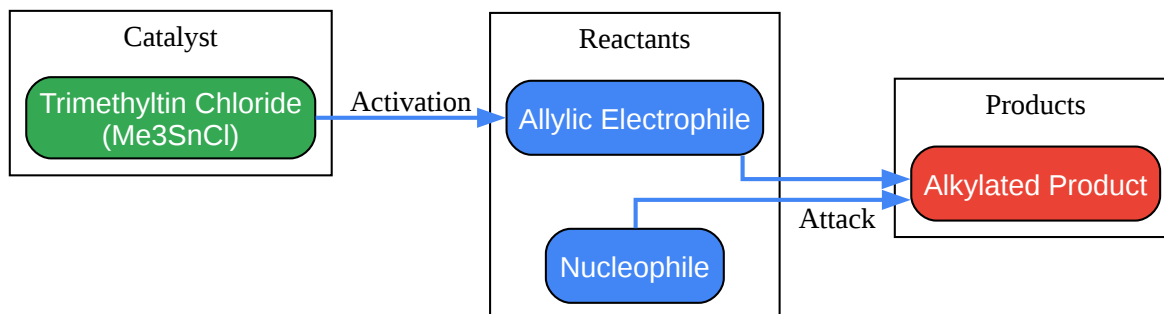 Catalyst
Trimethyltin Chloride
(Me3SnCl)
Activation
Reactants
Allylic Electrophile
Nucleophile
Attack
Products
Alkylated Product